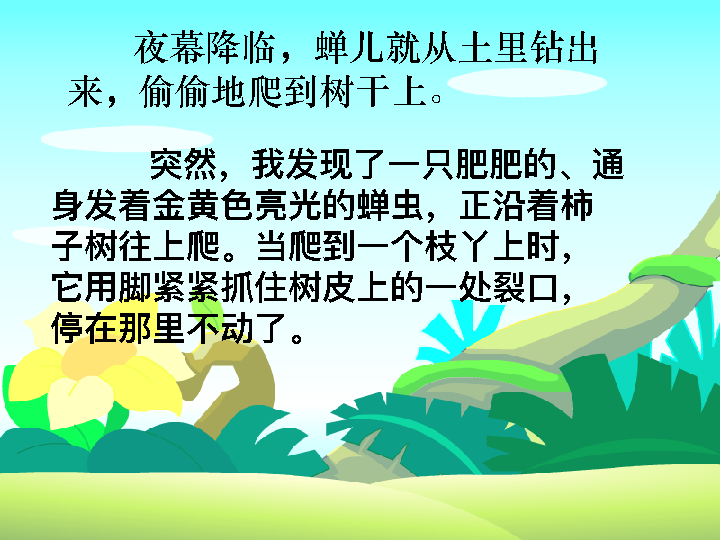 夜幕降临，蝉儿就从土里钻出
来，偷偷地爬到树干上。
突然，我发现了一只肥肥的、通
身发着金黄色亮光的蝉虫，正沿着柿
子树往上爬。当爬到一个枝丫上时，
它用脚紧紧抓住树皮上的一处裂口，
停在那里不动了。